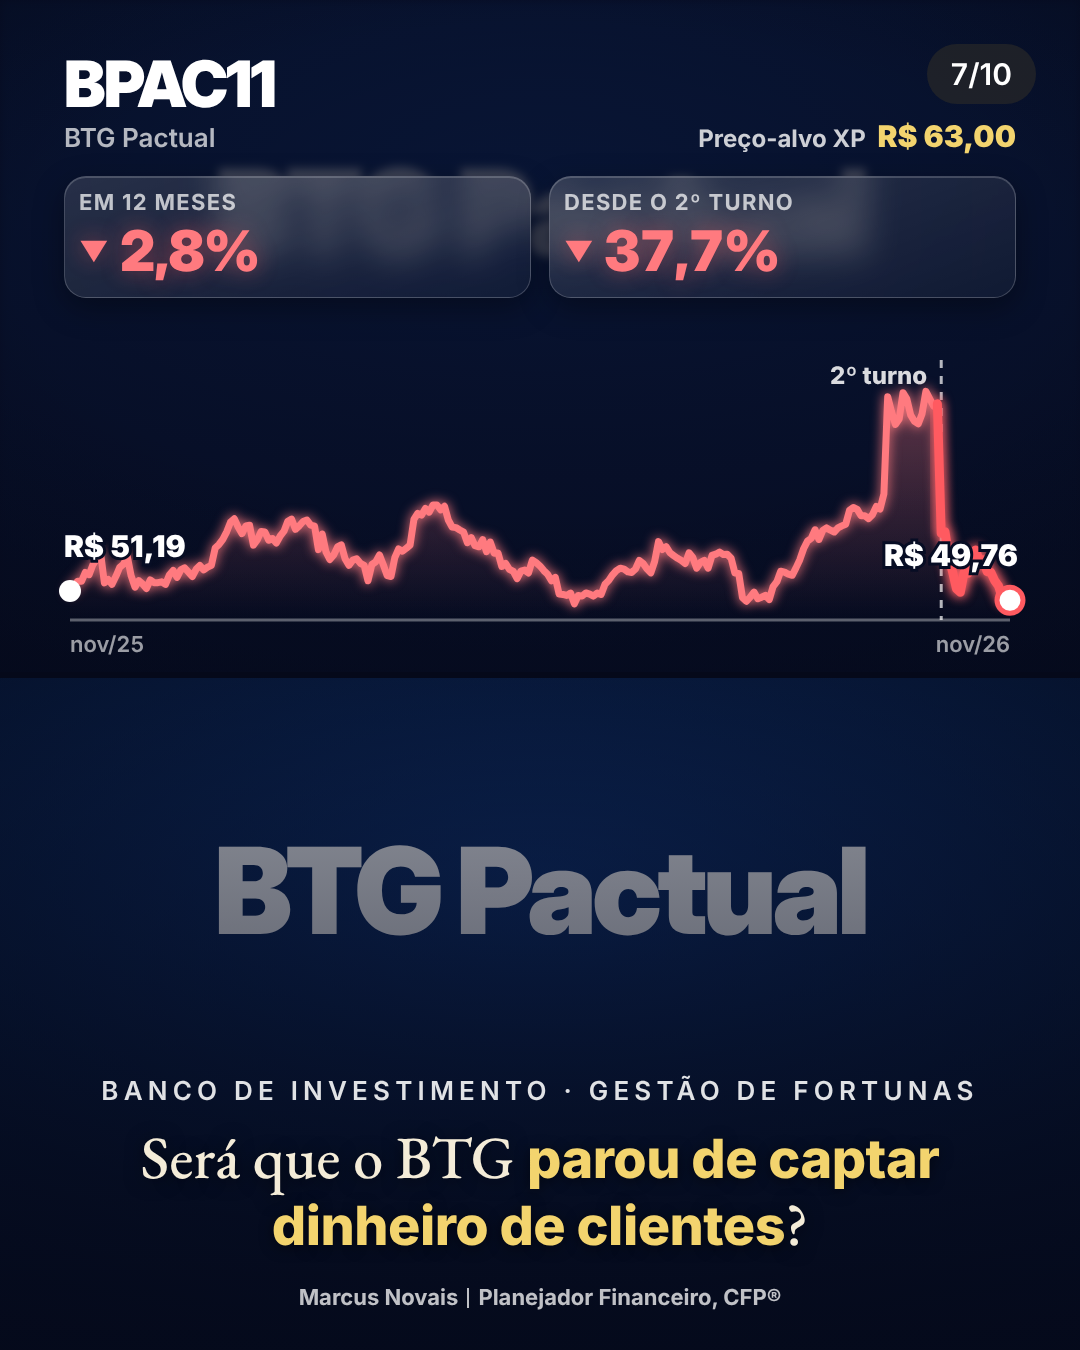 BPAC11
7/10
BTG Pactual
Preço-alvo XP R$ 63,00
EM 12 MESES
▼ 2,8%
DESDE O 2º TURNO
▼ 37,7%
2º turno
R$ 51,19
R$ 49,76
nov/25
nov/26
BTG Pactual
BANCO DE INVESTIMENTO · GESTÃO DE FORTUNAS
Será que o BTG parou de captar
dinheiro de clientes?
Marcus Novais | Planejador Financeiro, CFP®